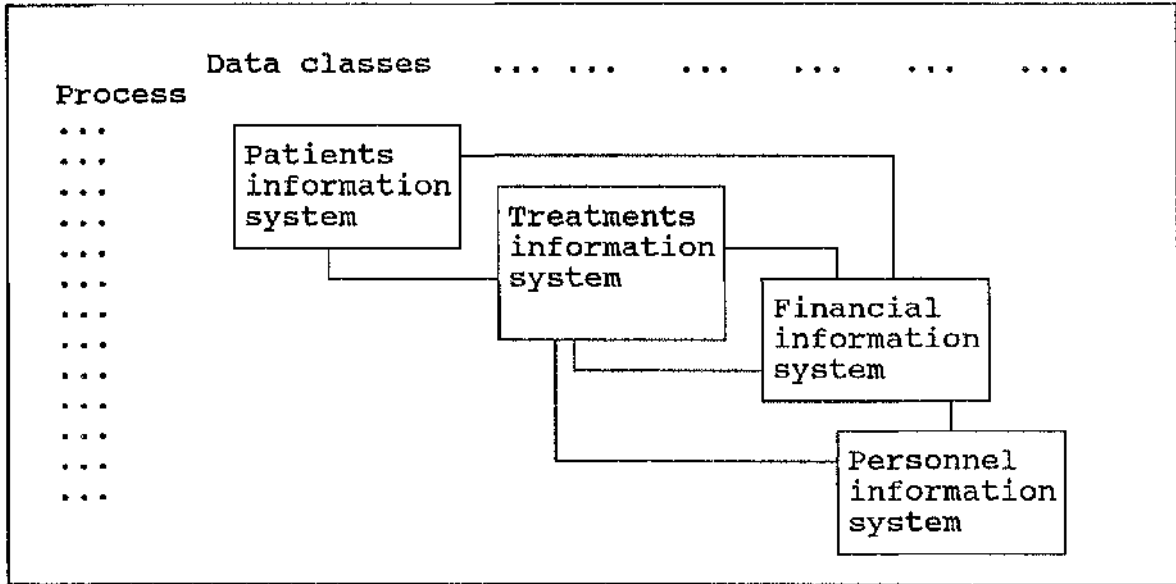 Data classes ... ... ... ... ... ...
Process
...
...
...
...
...
...
...
...
...
...
...
...
...
Patients
information
system
Treatments
information
system
Financial
information
system
Personnel
information
system